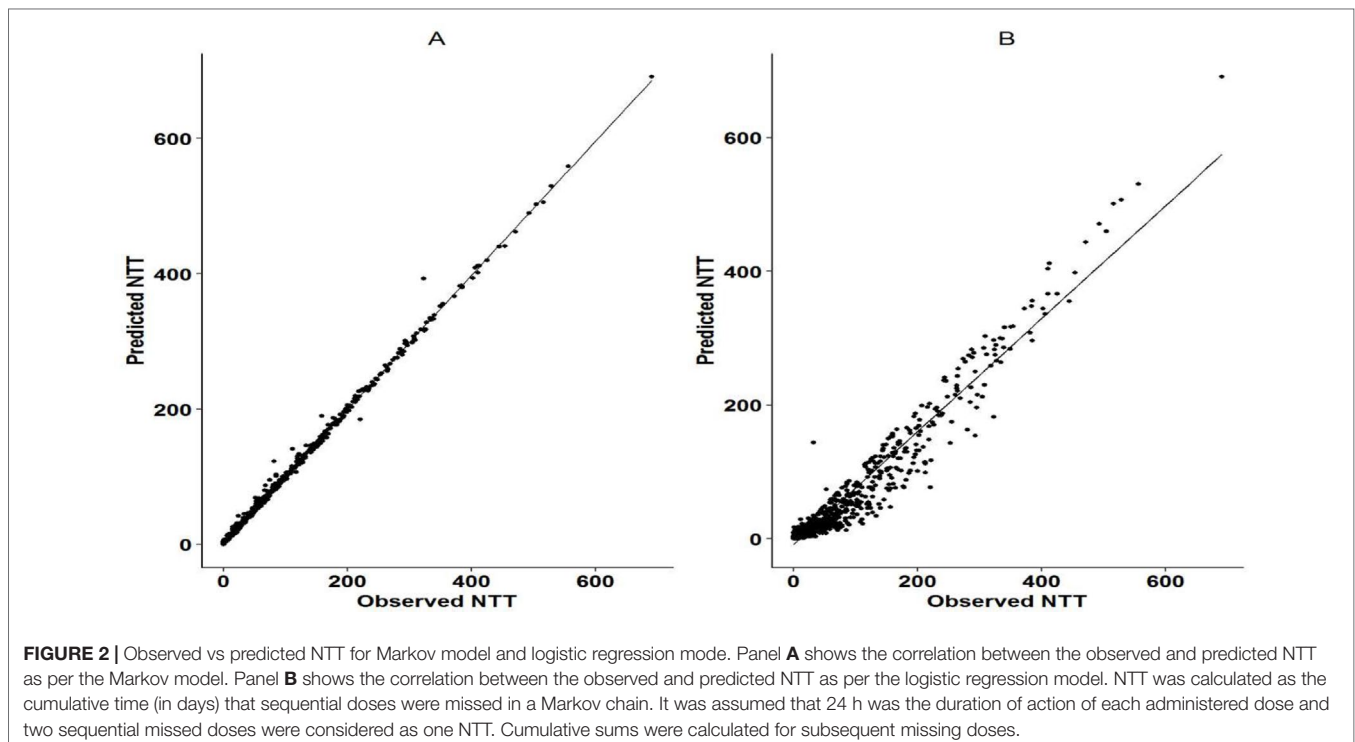 A
B
600
400
200
0
Predicted NTT
0
200
400
600
Observed NTT
600
400
200
0
Predicted NTT
0
200
400
600
Observed NTT
FIGURE 2 | Observed vs predicted NTT for Markov model and logistic regression mode. Panel A shows the correlation between the observed and predicted NTT
as per the Markov model. Panel B shows the correlation between the observed and predicted NTT as per the logistic regression model. NTT was calculated as the
cumulative time (in days) that sequential doses were missed in a Markov chain. It was assumed that 24 h was the duration of action of each administered dose and
two sequential missed doses were considered as one NTT. Cumulative sums were calculated for subsequent missing doses.